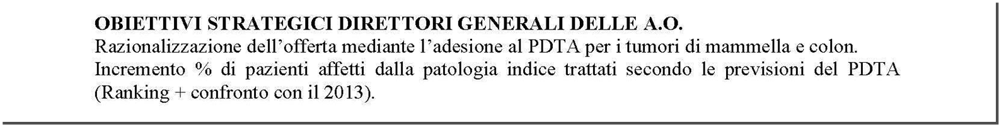 OBIETTIVI STRATEGICI DIRETTORI GENERALI DELLE A.O.
Razionalizzazione dell’offerta mediante l’adesione al PDTA per i tumori di mammella e colon.
Incremento % di pazienti affetti dalla patologia indice trattati secondo le previsioni del PDTA
(Ranking + confronto con il 2013).